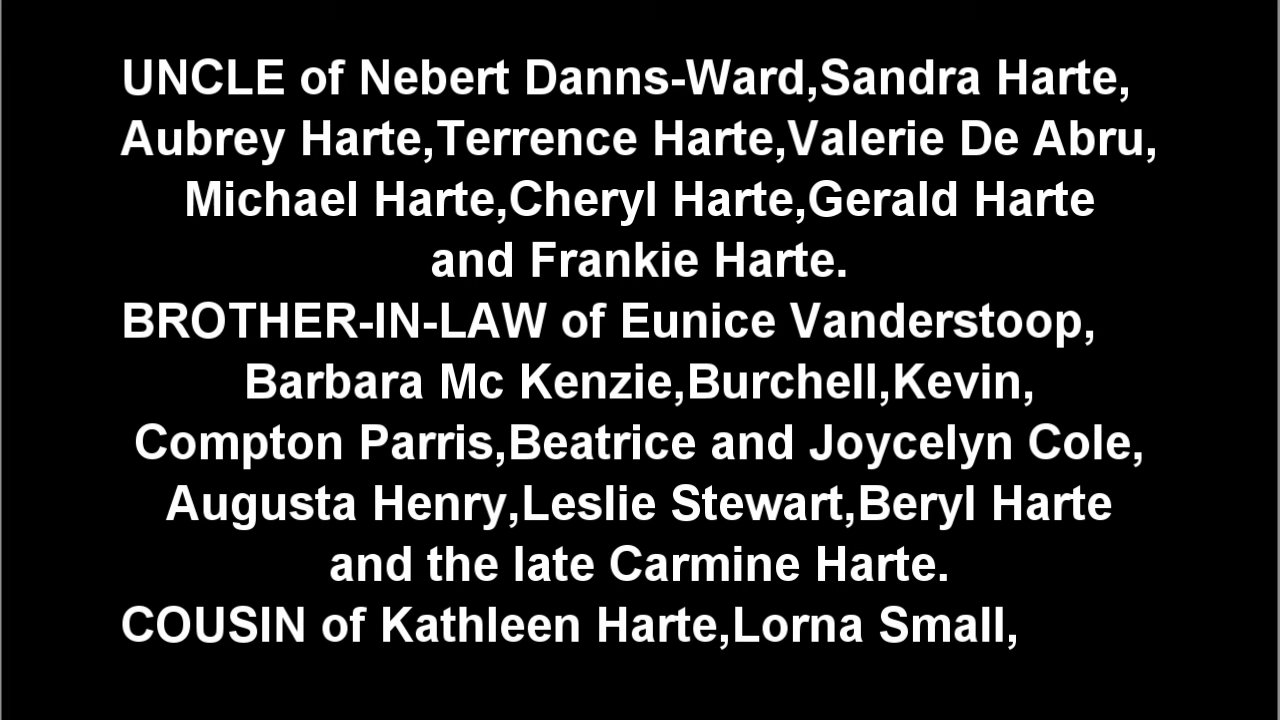 UNCLE of Nebert Danns-Ward,Sandra Harte,
Aubrey Harte,Terrence Harte,Valerie De Abru,
Michael Harte,Cheryl Harte,Gerald Harte
and Frankie Harte.
BROTHER-IN-LAW of Eunice Vanderstoop,
Barbara Mc Kenzie,Burchell,Kevin,
Compton Parris,Beatrice and Joycelyn Cole,
Augusta Henry,Leslie Stewart,Beryl Harte
and the late Carmine Harte.
COUSIN of Kathleen Harte,Lorna Small,